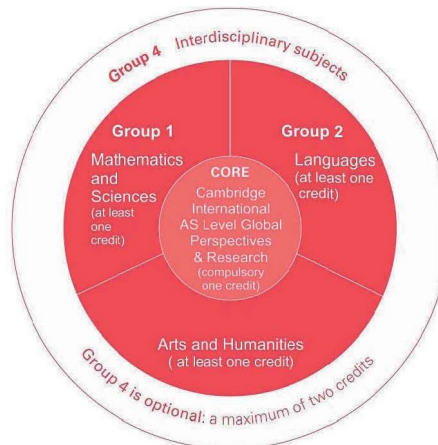 Group 4 Interdisciplinary subjects
Group 1
Mathematics
and
Sciences
(at least
one
credit)
Group 2
Languages
(at least one
credit)
CORE
Cambridge
International
AS Level Global
Perspectives
& Research
(compulsory
one credit)
Arts and Humanities
( at least one credit)
Group 4 is optional: a maximum of two credits